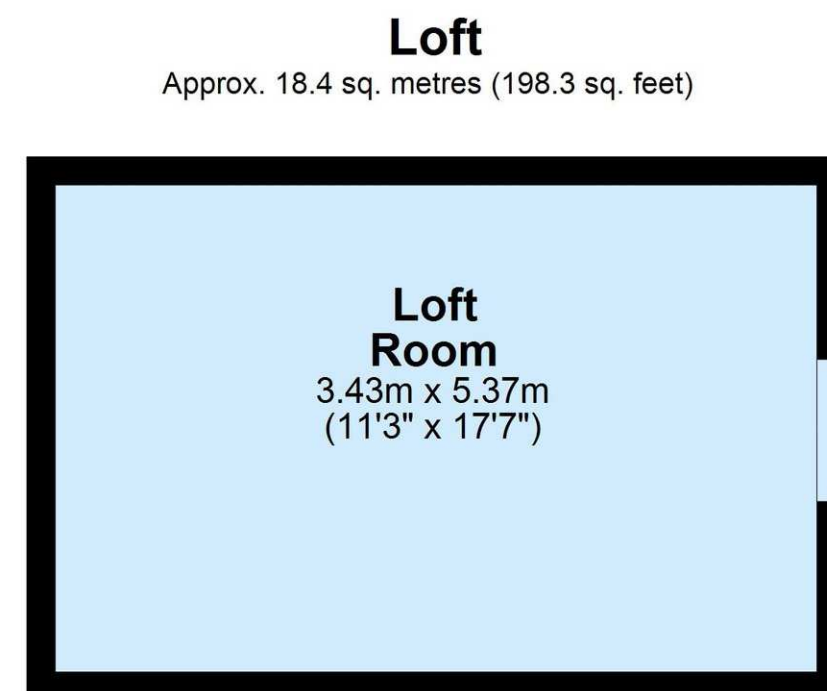 Loft
Approx. 18.4 sq. metres (198.3 sq. feet)
Loft
Room
3.43m x 5.37m
(11'3" x 17'7")